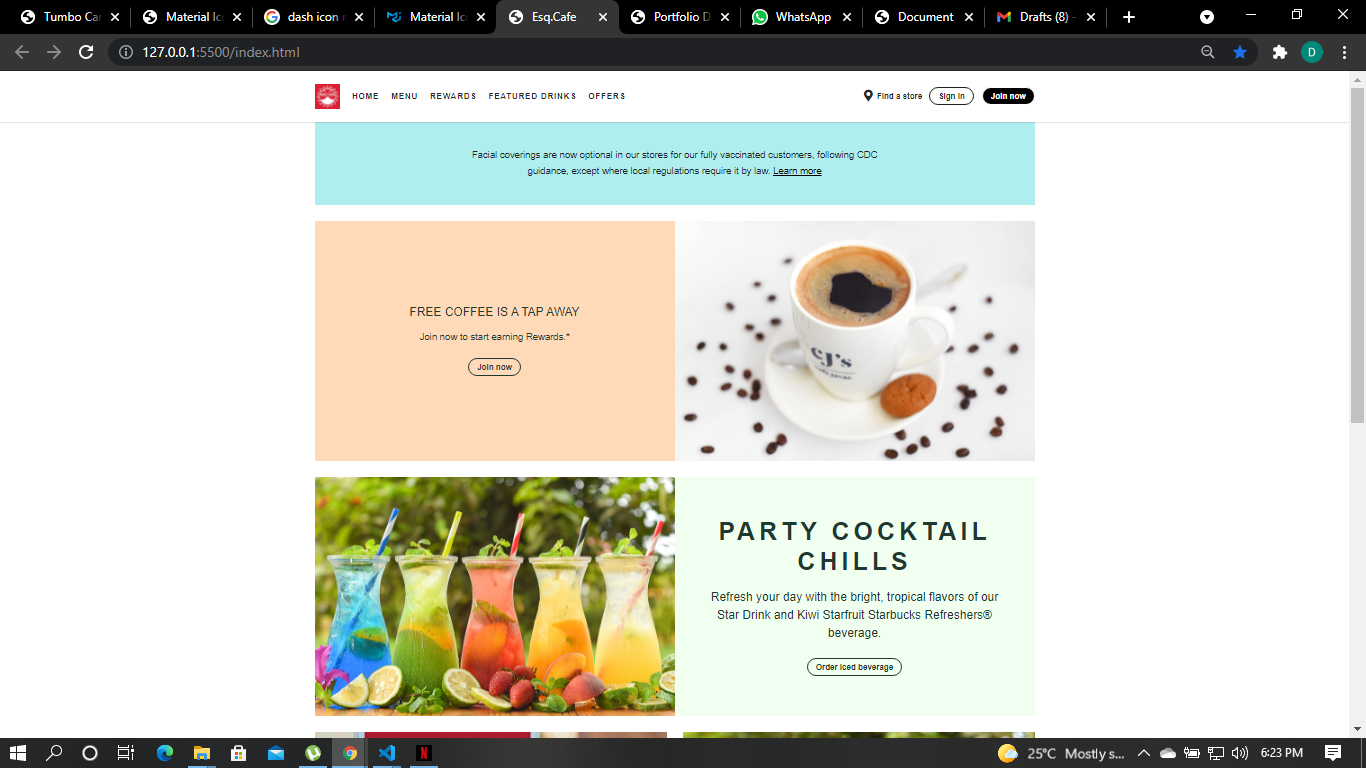 Tumbo Car
Material Ic
dash icon r
Material Ic
Esq.Cafe
Portfolio D
WhatsApp
Document
Drafts (8) -
127.0.0.1:5500/index.html
D
HOME MENU REWARDS FEATURED DRINKS OFFERS
Find a store Sign in Join now
Facial coverings are now optional in our stores for our fully vaccinated customers, following CDC
guidance, except where local regulations require it by law. Learn more
FREE COFFEE IS A TAP AWAY
Join now to start earning Rewards.*
Join now
CJ's
PARTY COCKTAIL
CHILLS
Refresh your day with the bright, tropical flavors of our
Star Drink and Kiwi Starfruit Starbucks Refreshers®
beverage.
Order Iced beverage
25°C Mostly s...
6:23 PM